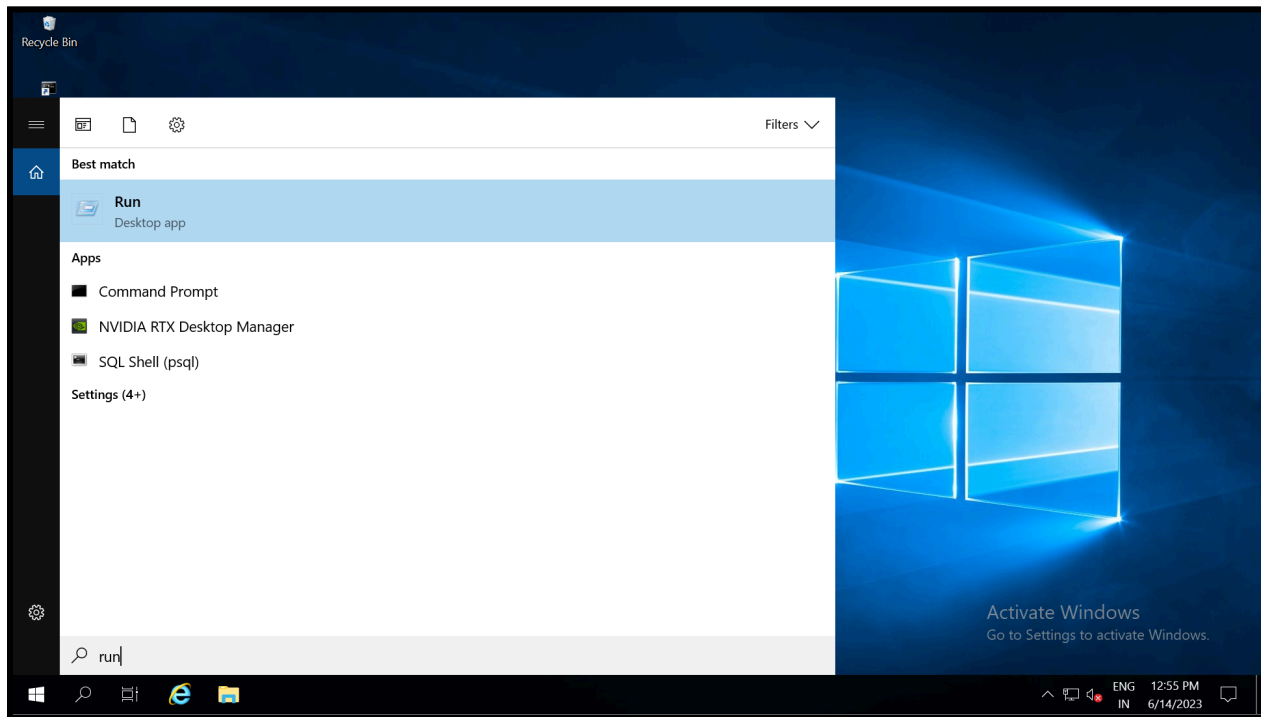 Recycle Bin
Filters
Best match
Run
Desktop app
Apps
Command Prompt
NVIDIA RTX Desktop Manager
SQL Shell (psql)
Settings (4+)
Activate Windows
Go to Settings to activate Windows.
run
ENG
IN
12:55 PM
6/14/2023